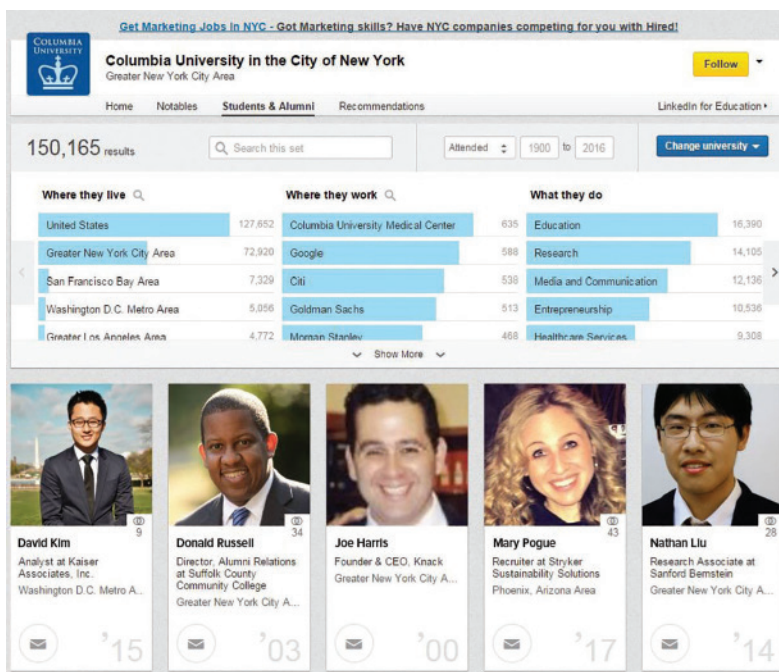 Get Marketing Jobs In NYC - Got Marketing skills? Have NYC companies competing for you with Hired!
COLUMBIA
UNIVERSITY
Columbia University in the City of New York
Greater New York City Area
Follow
Home Notables Students & Alumni Recommendations LinkedIn for Education
150,165 results
Search this set
Attended 1900 to 2016
Change university
Where they live Where they work What they do
United States 127,652 Columbia University Medical Center 635 Education 16,390
Greater New York City Area 72,920 Google 588 Research 14,105
San Francisco Bay Area 7,329 Citi 538 Media and Communication 12,136
Washington D.C. Metro Area 5,056 Goldman Sachs 513 Entrepreneurship 10,536
Greater Los Angeles Area 4,772 Morgan Stanley 468 Healthcare Services 9,308
Show More
9
David Kim
Analyst at Kaiser
Associates, Inc.
Washington D.C. Metro A...
'15
34
Donald Russell
Director, Alumni Relations
at Suffolk County
Community College
Greater New York City A...
'03
Joe Harris
Founder & CEO, Knack
Greater New York City A...
'00
43
Mary Pogue
Recruiter at Stryker
Sustainability Solutions
Phoenix, Arizona Area
'17
28
Nathan Liu
Research Associate at
Sanford Bernstein
Greater New York City A...
'14